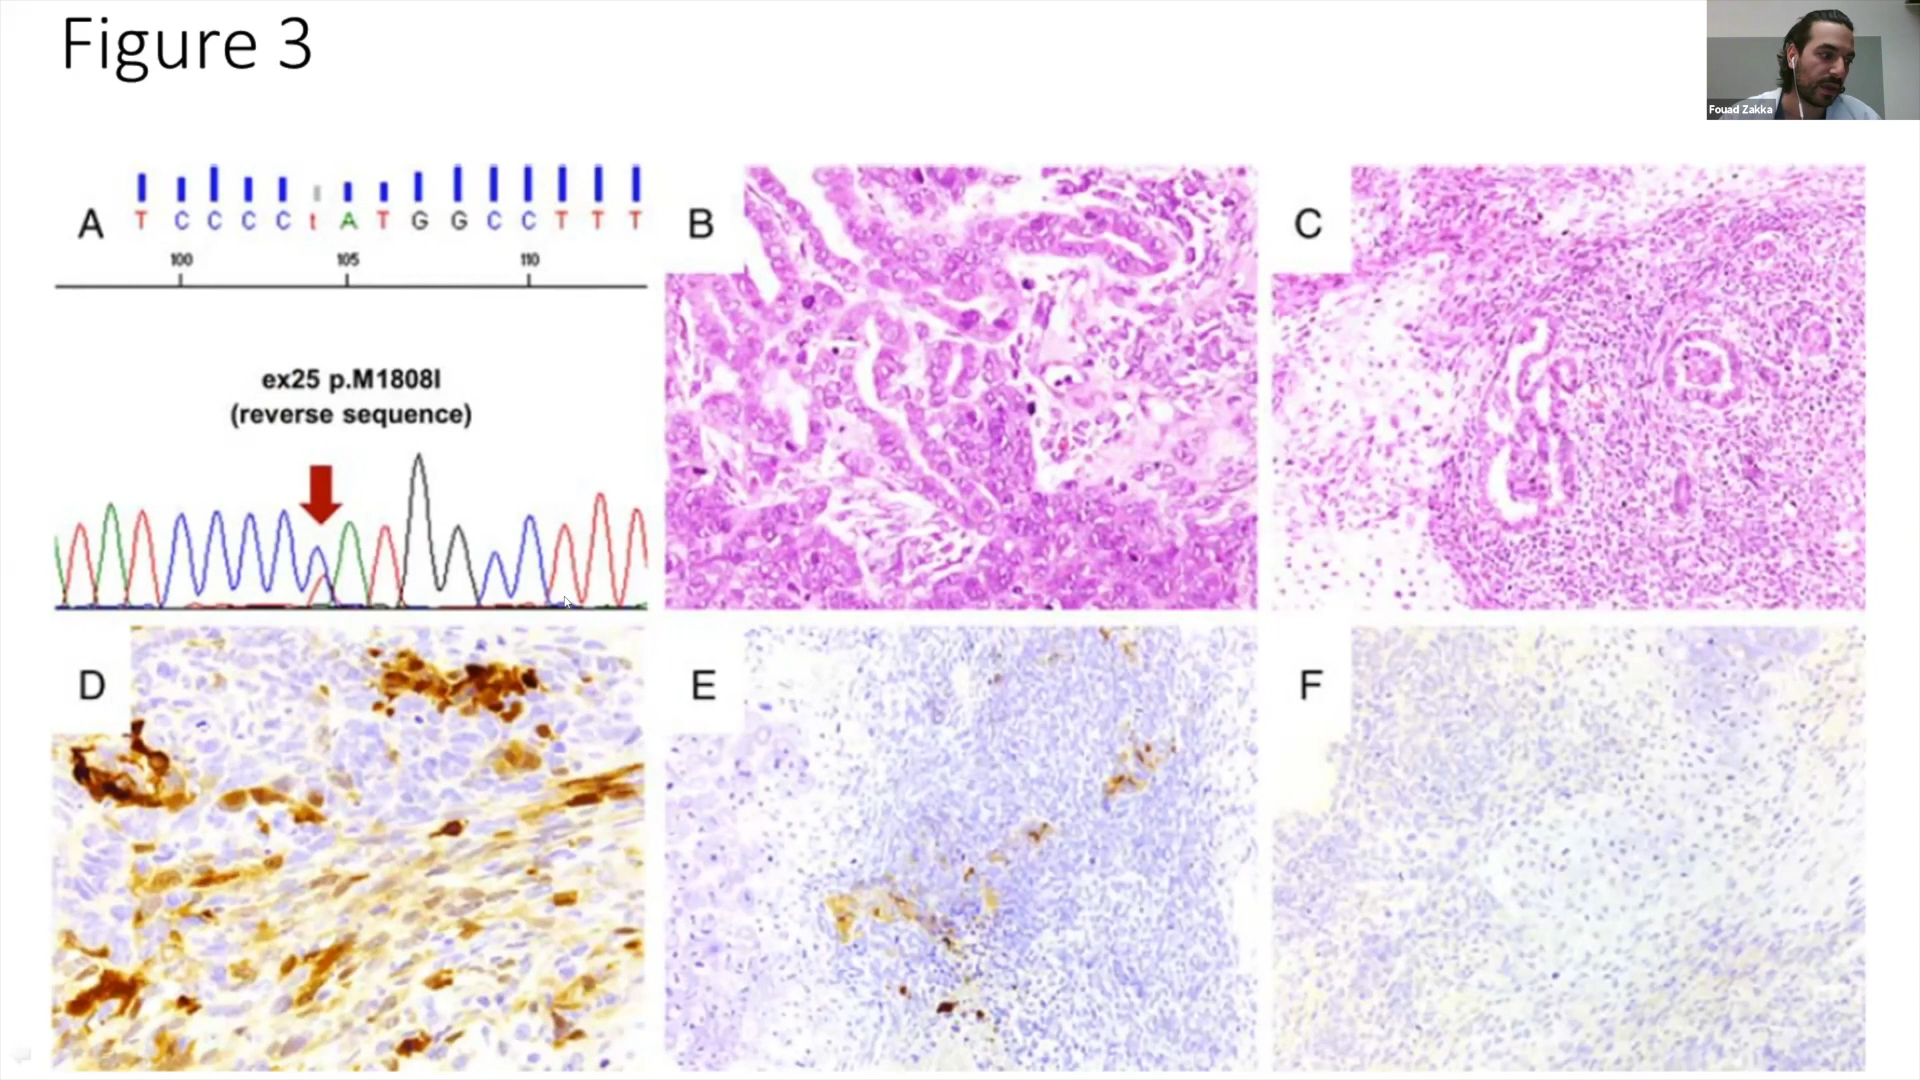 Figure 3
Fouad Zakka
A
T C C C C t A T G G C C T T T
100 105 110
ex25 p.M1808I
(reverse sequence)
B
C
D
E
F